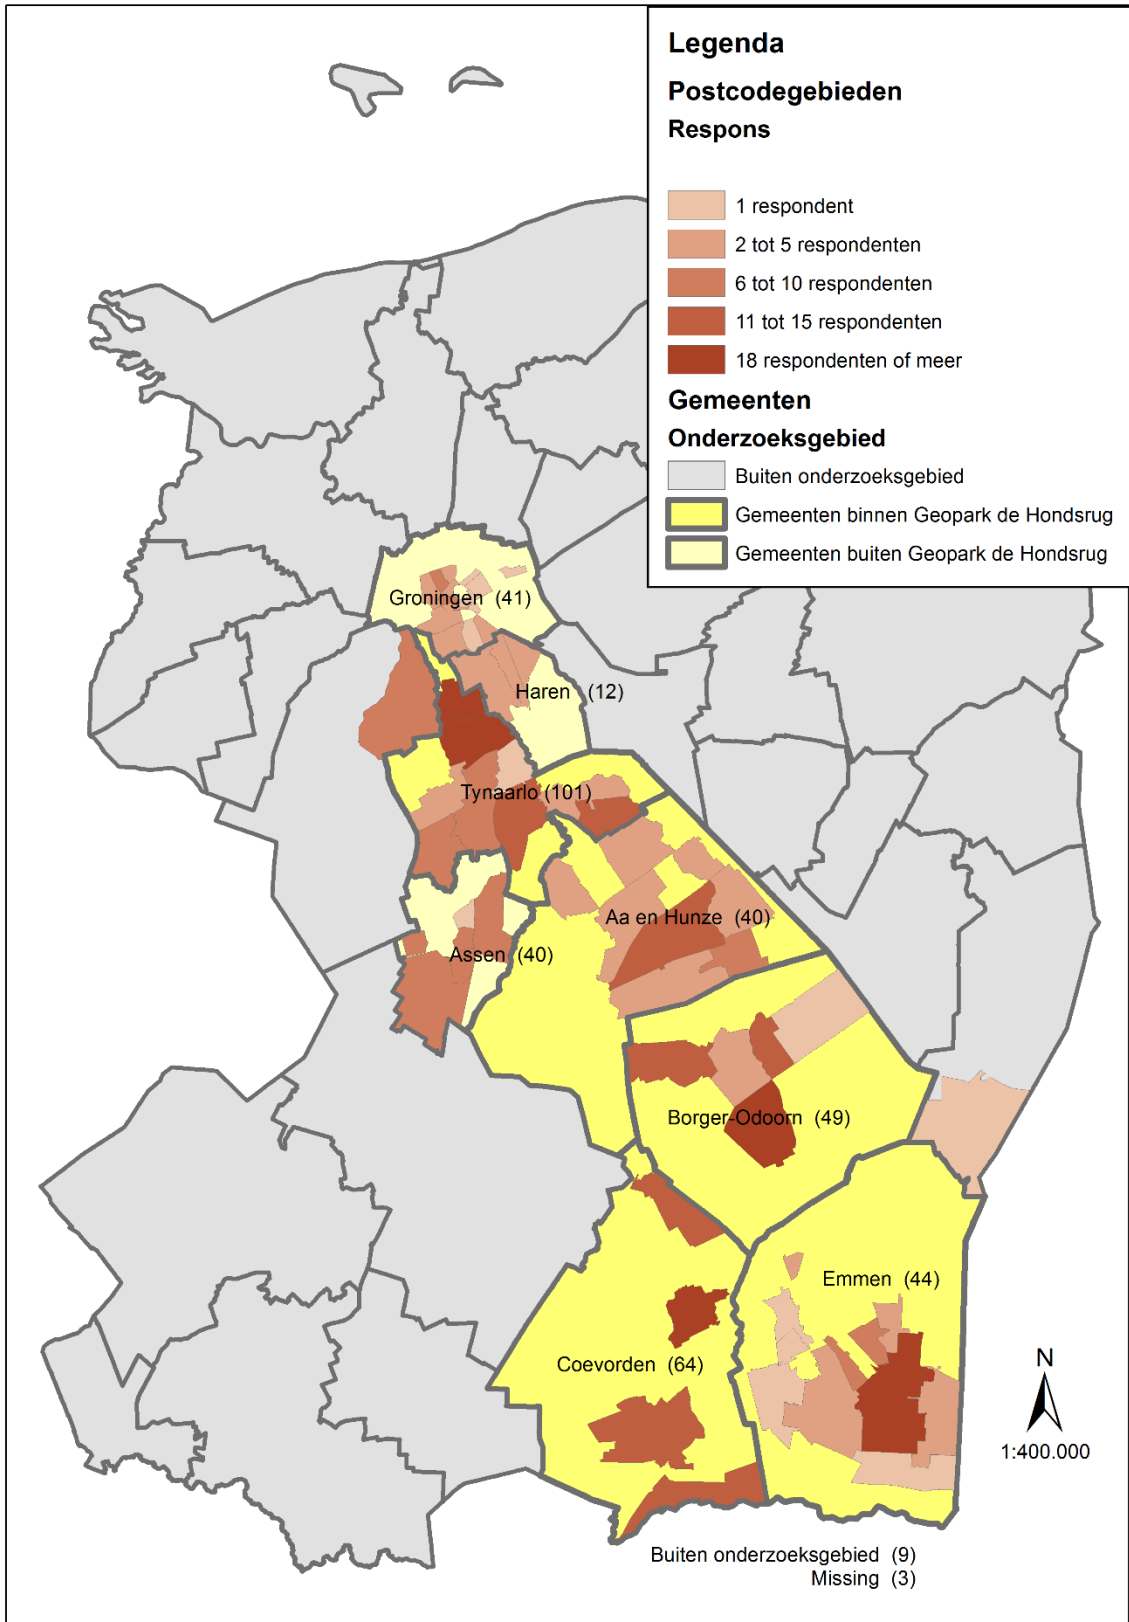 Legenda
Postcodegebieden
Respons
1 respondent
2 tot 5 respondenten
6 tot 10 respondenten
11 tot 15 respondenten
18 respondenten of meer
Gemeenten
Onderzoeksgebied
Buiten onderzoeksgebied
Gemeenten binnen Geopark de Hondsrug
Gemeenten buiten Geopark de Hondsrug
Groningen (41)
Haren (12)
Tynaarlo (101)
Aa en Hunze (40)
Assen (40)
Borger-Odoorn (49)
Emmen (44)
Coevorden (64)
N
1:400.000
Buiten onderzoeksgebied (9)
Missing (3)